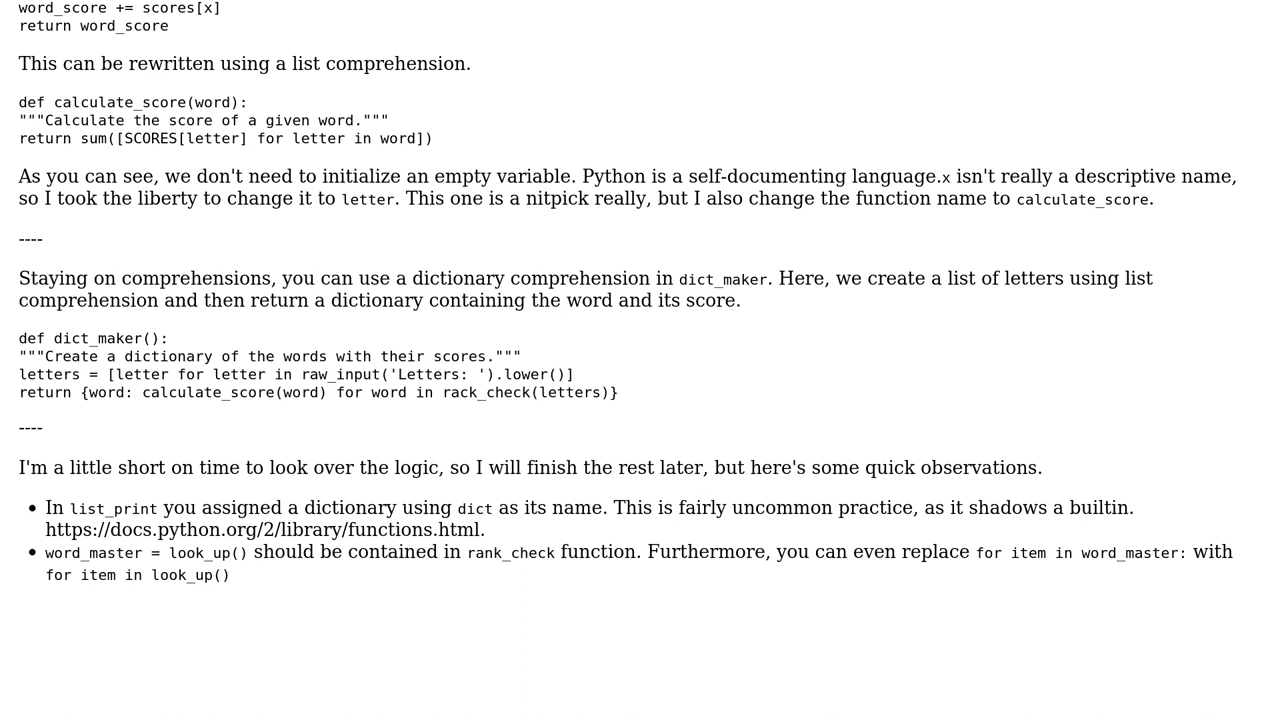 word_score += scores[x]
return word_score
This can be rewritten using a list comprehension.
def calculate_score(word):
"""Calculate the score of a given word."""
return sum([SCORES[letter] for letter in word])
As you can see, we don't need to initialize an empty variable. Python is a self-documenting language.x isn't really a descriptive name,
so I took the liberty to change it to letter. This one is a nitpick really, but I also change the function name to calculate_score.
----
Staying on comprehensions, you can use a dictionary comprehension in dict_maker. Here, we create a list of letters using list
comprehension and then return a dictionary containing the word and its score.
def dict_maker():
"""Create a dictionary of the words with their scores."""
letters = [letter for letter in raw_input('Letters: ').lower()]
return {word: calculate_score(word) for word in rack_check(letters)}
----
I'm a little short on time to look over the logic, so I will finish the rest later, but here's some quick observations.
• In list_print you assigned a dictionary using dict as its name. This is fairly uncommon practice, as it shadows a builtin.
https://docs.python.org/2/library/functions.html.
• word_master = look_up() should be contained in rank_check function. Furthermore, you can even replace for item in word_master: with
for item in look_up()